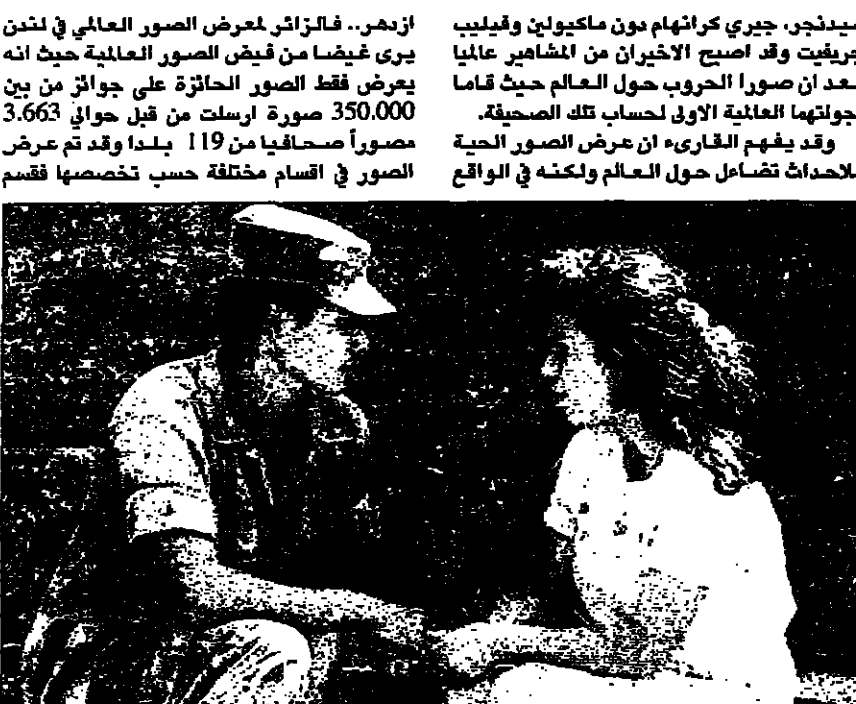 سيدنجر، جيري كرانهام دون ماكيولين وفيليب
جريفيت وقد اصبح الاخيران من المشاهير عالميا
بعد ان صورا الحروب حول العالم حيث قاما
بجولتهما العالمية الاولى لحساب تلك الصحيفة.
وقد يفهم القارىء ان عرض الصور الحية
للاحداث تضاءل حول العالم ولكنه في الواقع
ازدهر.. فالزائر لمعرض الصور العالمي في لندن
يرى غيضا من فيض الصور العالمية حيث انه
يعرض فقط الصور الحائزة على جوائز من بين
350.000 صورة ارسلت من قبل حوالي 3.663
مصوراً صحافيا من 119 بلدا وقد تم عرض
الصور في اقسام مختلفة حسب تخصصها فقسم